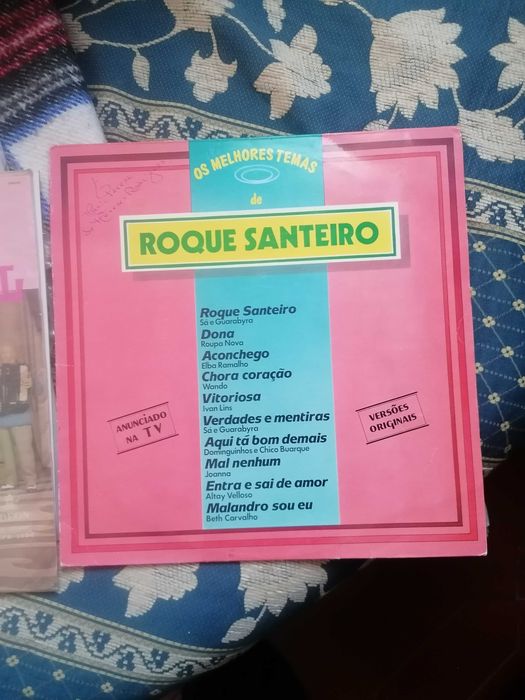 OS MELHORES TEMAS
de
ROQUE SANTEIRO
Roque Santeiro
Sá e Guarabyra
Dona
Roupa Nova
Aconchego
Elba Ramalho
Chora coração
Wando
Vitoriosa
Ivan Lins
Verdades e mentiras
Sá e Guarabyra
Aqui tá bom demais
Dominguinhos e Chico Buarque
Mal nenhum
Joanna
Entra e sai de amor
Altay Velloso
Malandro sou eu
Beth Carvalho
ANUNCIADO
NA TV
VERSÕES
ORIGINAIS